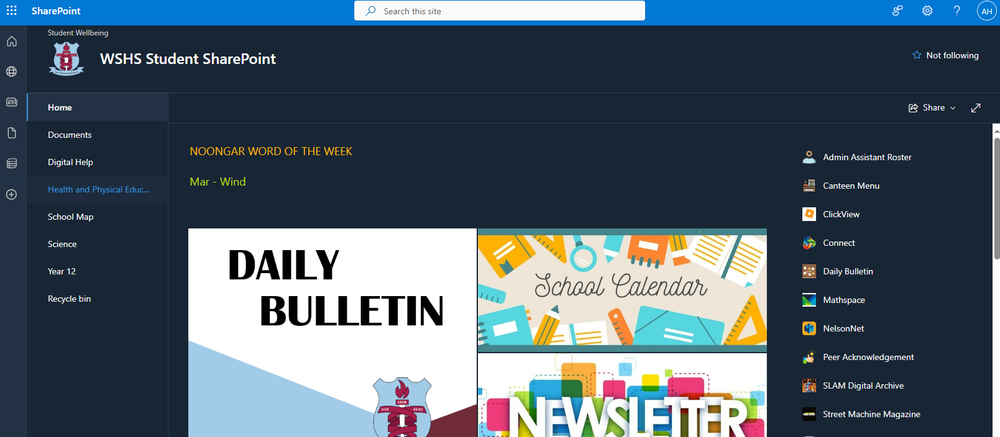 SharePoint
Search this site
AH
Student Wellbeing
WSHS Student SharePoint
Not following
Home
Documents
Digital Help
Health and Physical Educ...
School Map
Science
Year 12
Recycle bin
Share
NOONGAR WORD OF THE WEEK
Mar - Wind
DAILY
BULLETIN
GROW
GIVE GUIDE
School Calendar
NEWSLETTER
Admin Assistant Roster
Canteen Menu
ClickView
Connect
Daily Bulletin
Mathspace
NelsonNet
Peer Acknowledgement
SLAM Digital Archive
Street Machine Magazine